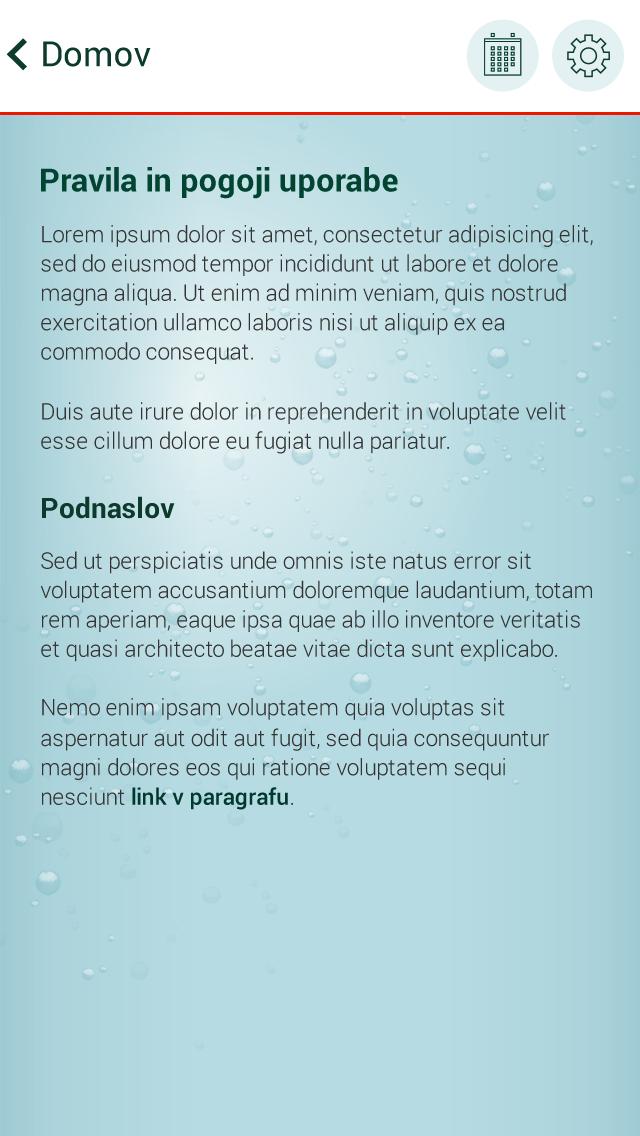 Domov
Pravila in pogoji uporabe
Lorem ipsum dolor sit amet, consectetur adipisicing elit,
sed do eiusmod tempor incididunt ut labore et dolore
magna aliqua. Ut enim ad minim veniam, quis nostrud
exercitation ullamco laboris nisi ut aliquip ex ea
commodo consequat.
Duis aute irure dolor in reprehenderit in voluptate velit
esse cillum dolore eu fugiat nulla pariatur.
Podnaslov
Sed ut perspiciatis unde omnis iste natus error sit
voluptatem accusantium doloremque laudantium, totam
rem aperiam, eaque ipsa quae ab illo inventore veritatis
et quasi architecto beatae vitae dicta sunt explicabo.
Nemo enim ipsam voluptatem quia voluptas sit
aspernatur aut odit aut fugit, sed quia consequuntur
magni dolores eos qui ratione voluptatem sequi
nesciunt link v paragrafu.